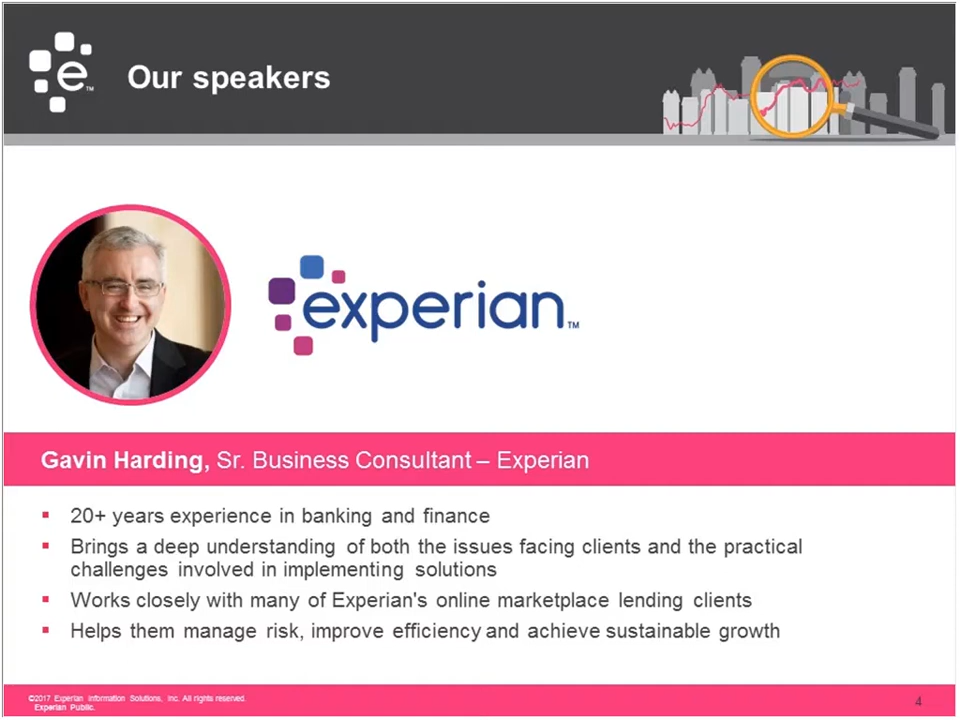 e™
Our speakers
experian™
Gavin Harding, Sr. Business Consultant – Experian
▪ 20+ years experience in banking and finance
▪ Brings a deep understanding of both the issues facing clients and the practical
challenges involved in implementing solutions
▪ Works closely with many of Experian's online marketplace lending clients
▪ Helps them manage risk, improve efficiency and achieve sustainable growth
©2017 Experian Information Solutions, Inc. All rights reserved.
Experian Public.
4